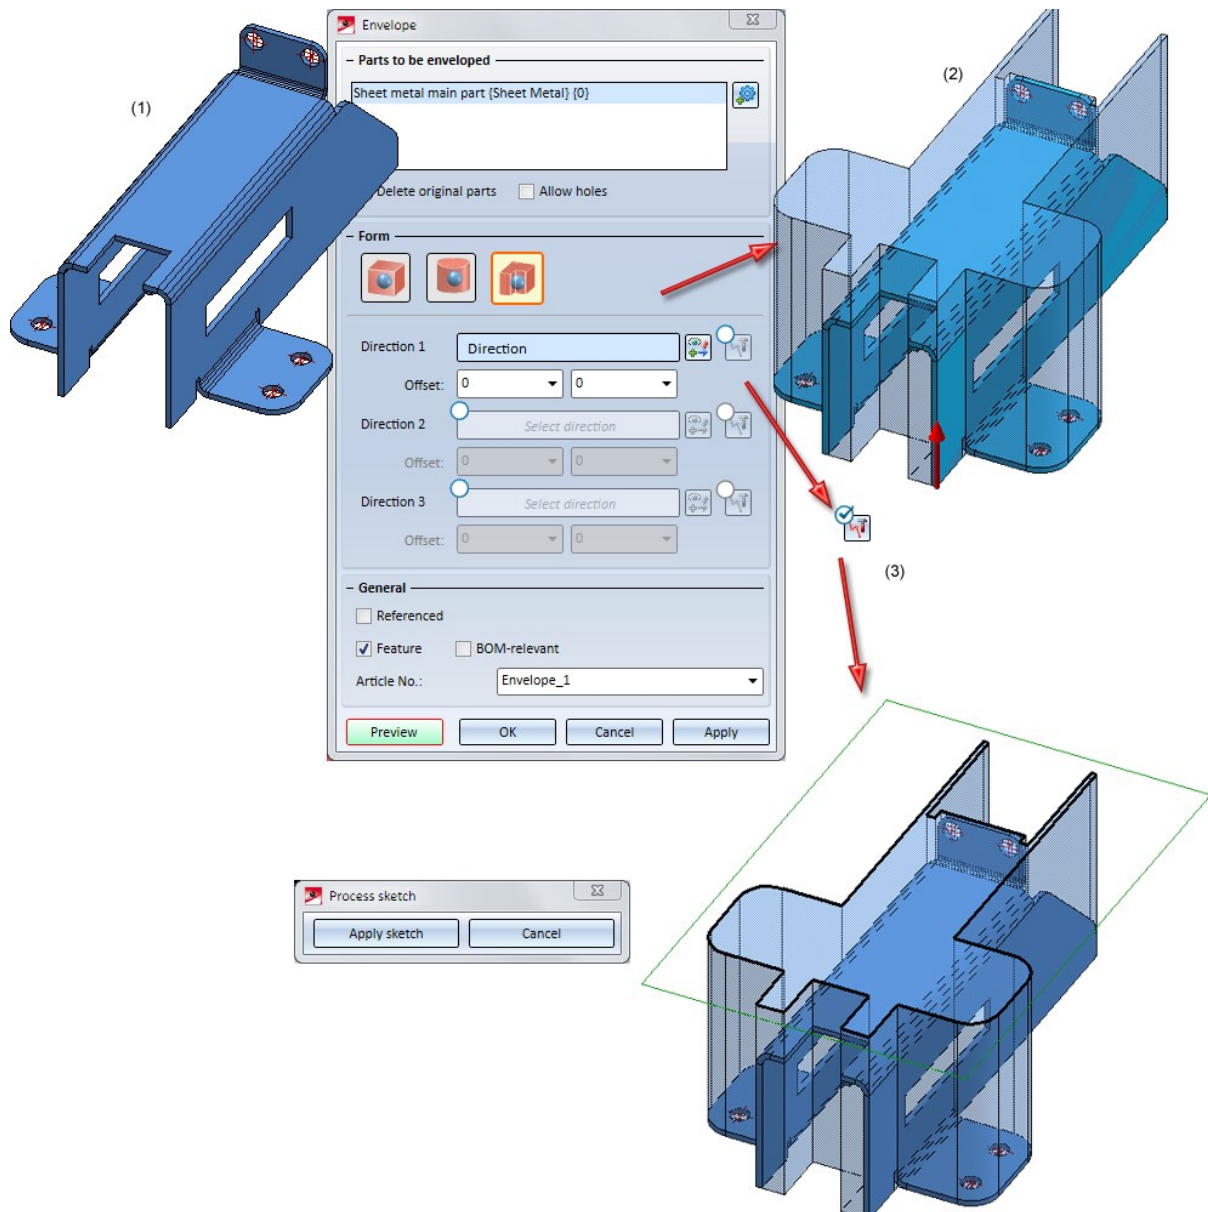 Envelope
Parts to be enveloped
(1)
(2)
Sheet metal main part {Sheet Metal} {0}
Delete original parts
Allow holes
Form
Direction 1
Direction
Offset:
0
0
Direction 2
Select direction
Offset:
0
0
Direction 3
Select direction
Offset:
0
0
(3)
General
Referenced
Feature
BOM-relevant
Article No.:
Envelope_1
Preview
OK
Cancel
Apply
Process sketch
Apply sketch
Cancel